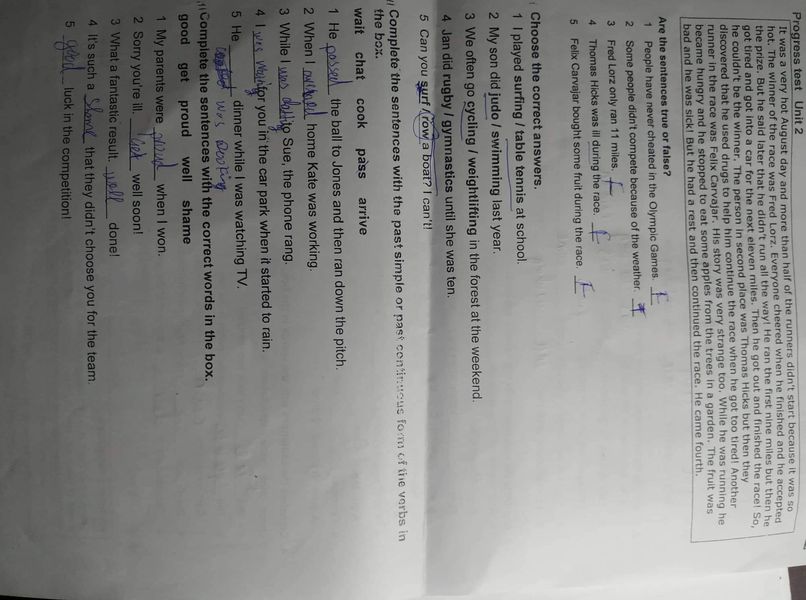 Progress test Unit 2
It was a very hot August day and more than half of the runners didn't start because it was so
hot. The winner of the race was Fred Lorz. Everyone cheered when he finished and he accepted
the prize. But he said later that he didn't run all the way! He ran the first nine miles but then he
got tired and got into a car for the next eleven miles. Then he got out and finished the race! So,
he couldn't be the winner. The person in second place was Thomas Hicks but then they
discovered that he used drugs to help him continue the race when he got too tired! Another
runner in the race was Felix Carvajar. His story was very strange too. While he was running he
became hungry and he stopped to eat some apples from the trees in a garden. The fruit was
bad and he was sick! But he had a rest and then continued the race. He came fourth.
Are the sentences true or false?
1 People have never cheated in the Olympic Games. F
2 Some people didn't compete because of the weather.
3 Fred Lorz only ran 11 miles. F
4 Thomas Hicks was ill during the race. F
5 Felix Carvajar bought some fruit during the race. F
Choose the correct answers.
1 I played surfing / table tennis at school.
2 My son did judo / swimming last year.
3 We often go cycling / weightlifting in the forest at the weekend.
4 Jan did rugby / gymnastics until she was ten.
5 Can you surf / row a boat? I can't!
Complete the sentences with the past simple or past continuous form of the verbs in
the box.
wait chat cook pass arrive
1 He passed the ball to Jones and then ran down the pitch.
2 When I arrived home Kate was working.
3 While I was to Sue, the phone rang.
4 I was for you in the car park when it started to rain.
5 He dinner while I was watching TV.
was cooking
Complete the sentences with the correct words in the box.
good get proud well shame
1 My parents were proud when I won.
2 Sorry you're ill. Get well soon!
3 What a fantastic result. well done!
4 It's such a shame that they didn't choose you for the team.
5 good luck in the competition!